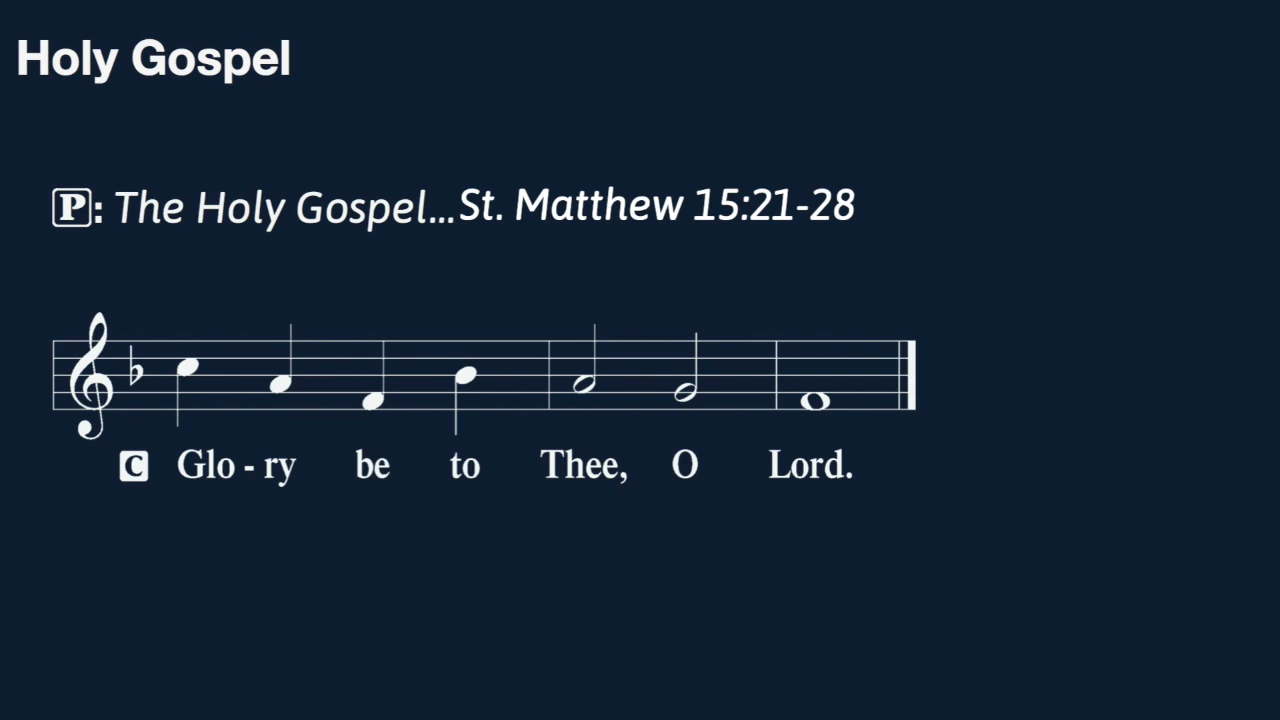 Holy Gospel
P: The Holy Gospel...St. Matthew 15:21-28
C Glo - ry be to Thee, O Lord.